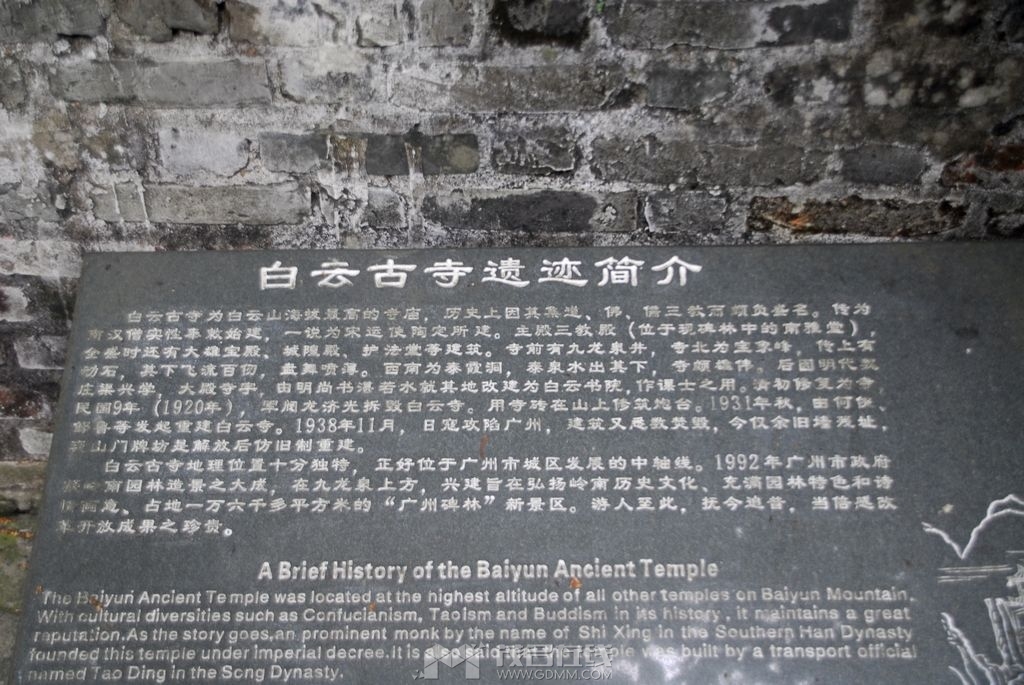 白云古寺遗迹简介
白云古寺为白云山海拔最高的寺庙，历史上因其集道、佛、儒三教而颇负盛名。传为
南汉僧实性奉敕始建，一说为宋运使陶定所建。主殿三教殿（位于现碑林中的南雅堂），
全盛时还有大雄宝殿、城隍殿、护法堂等建筑。寺前有九龙泉井，寺北为宝象峰，传上有
动石，其下飞流百仞，盘舞喷薄。西南为泰霞洞，泰泉水出其下，寺颇雄伟。后因明代
庄渠兴学，大殿寺宇，由明尚书湛若水就其地改建为白云书院，作课士之用。清初修复为寺，
民国9年（1920年），军阀龙济光拆毁白云寺。用寺砖在山上修筑炮台。1931年秋，由何
邹鲁等发起重建白云寺。1938年11月，日寇攻陷广州，建筑又悉数焚毁，今仅余旧墙残址，
山门牌坊是解放后仿旧制重建。
白云古寺地理位置十分独特，正好位于广州市城区发展的中轴线。1992年广州市政府
岭南园林造景之大成，在九龙泉上方，兴建旨在弘扬岭南历史文化、充满园林特色和诗
情画意、占地一万六千多平方米的“广州碑林”新景区。游人至此，抚今追昔，当倍感改
革开放成果之珍贵。
A Brief History of the Baiyun Ancient Temple
The Baiyun Ancient Temple was located at the highest altitude of all other temples on Baiyun Mountain.
With cultural diversities such as Confucianism, Taoism and Buddism in its history, it maintains a great
reputation.As the story goes,an prominent monk by the name of Shi Xing in the Southern Han Dynasty
founded this temple under imperial decree.It is also said that the temple was built by a transport official
named Tao Ding in the Song Dynasty.
茂名在线
WWW.GDMM.COM